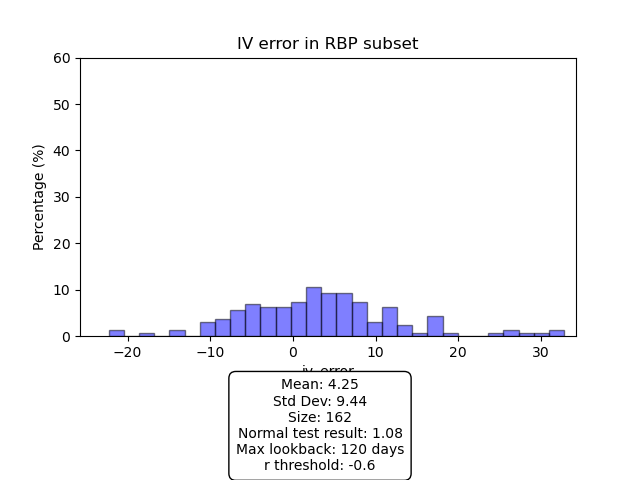 IV error in RBP subset
60
50
40
30
20
10
0
Percentage (%)
−20
−10
0
10
20
30
iv_error
Mean: 4.25
Std Dev: 9.44
Size: 162
Normal test result: 1.08
Max lookback: 120 days
r threshold: -0.6